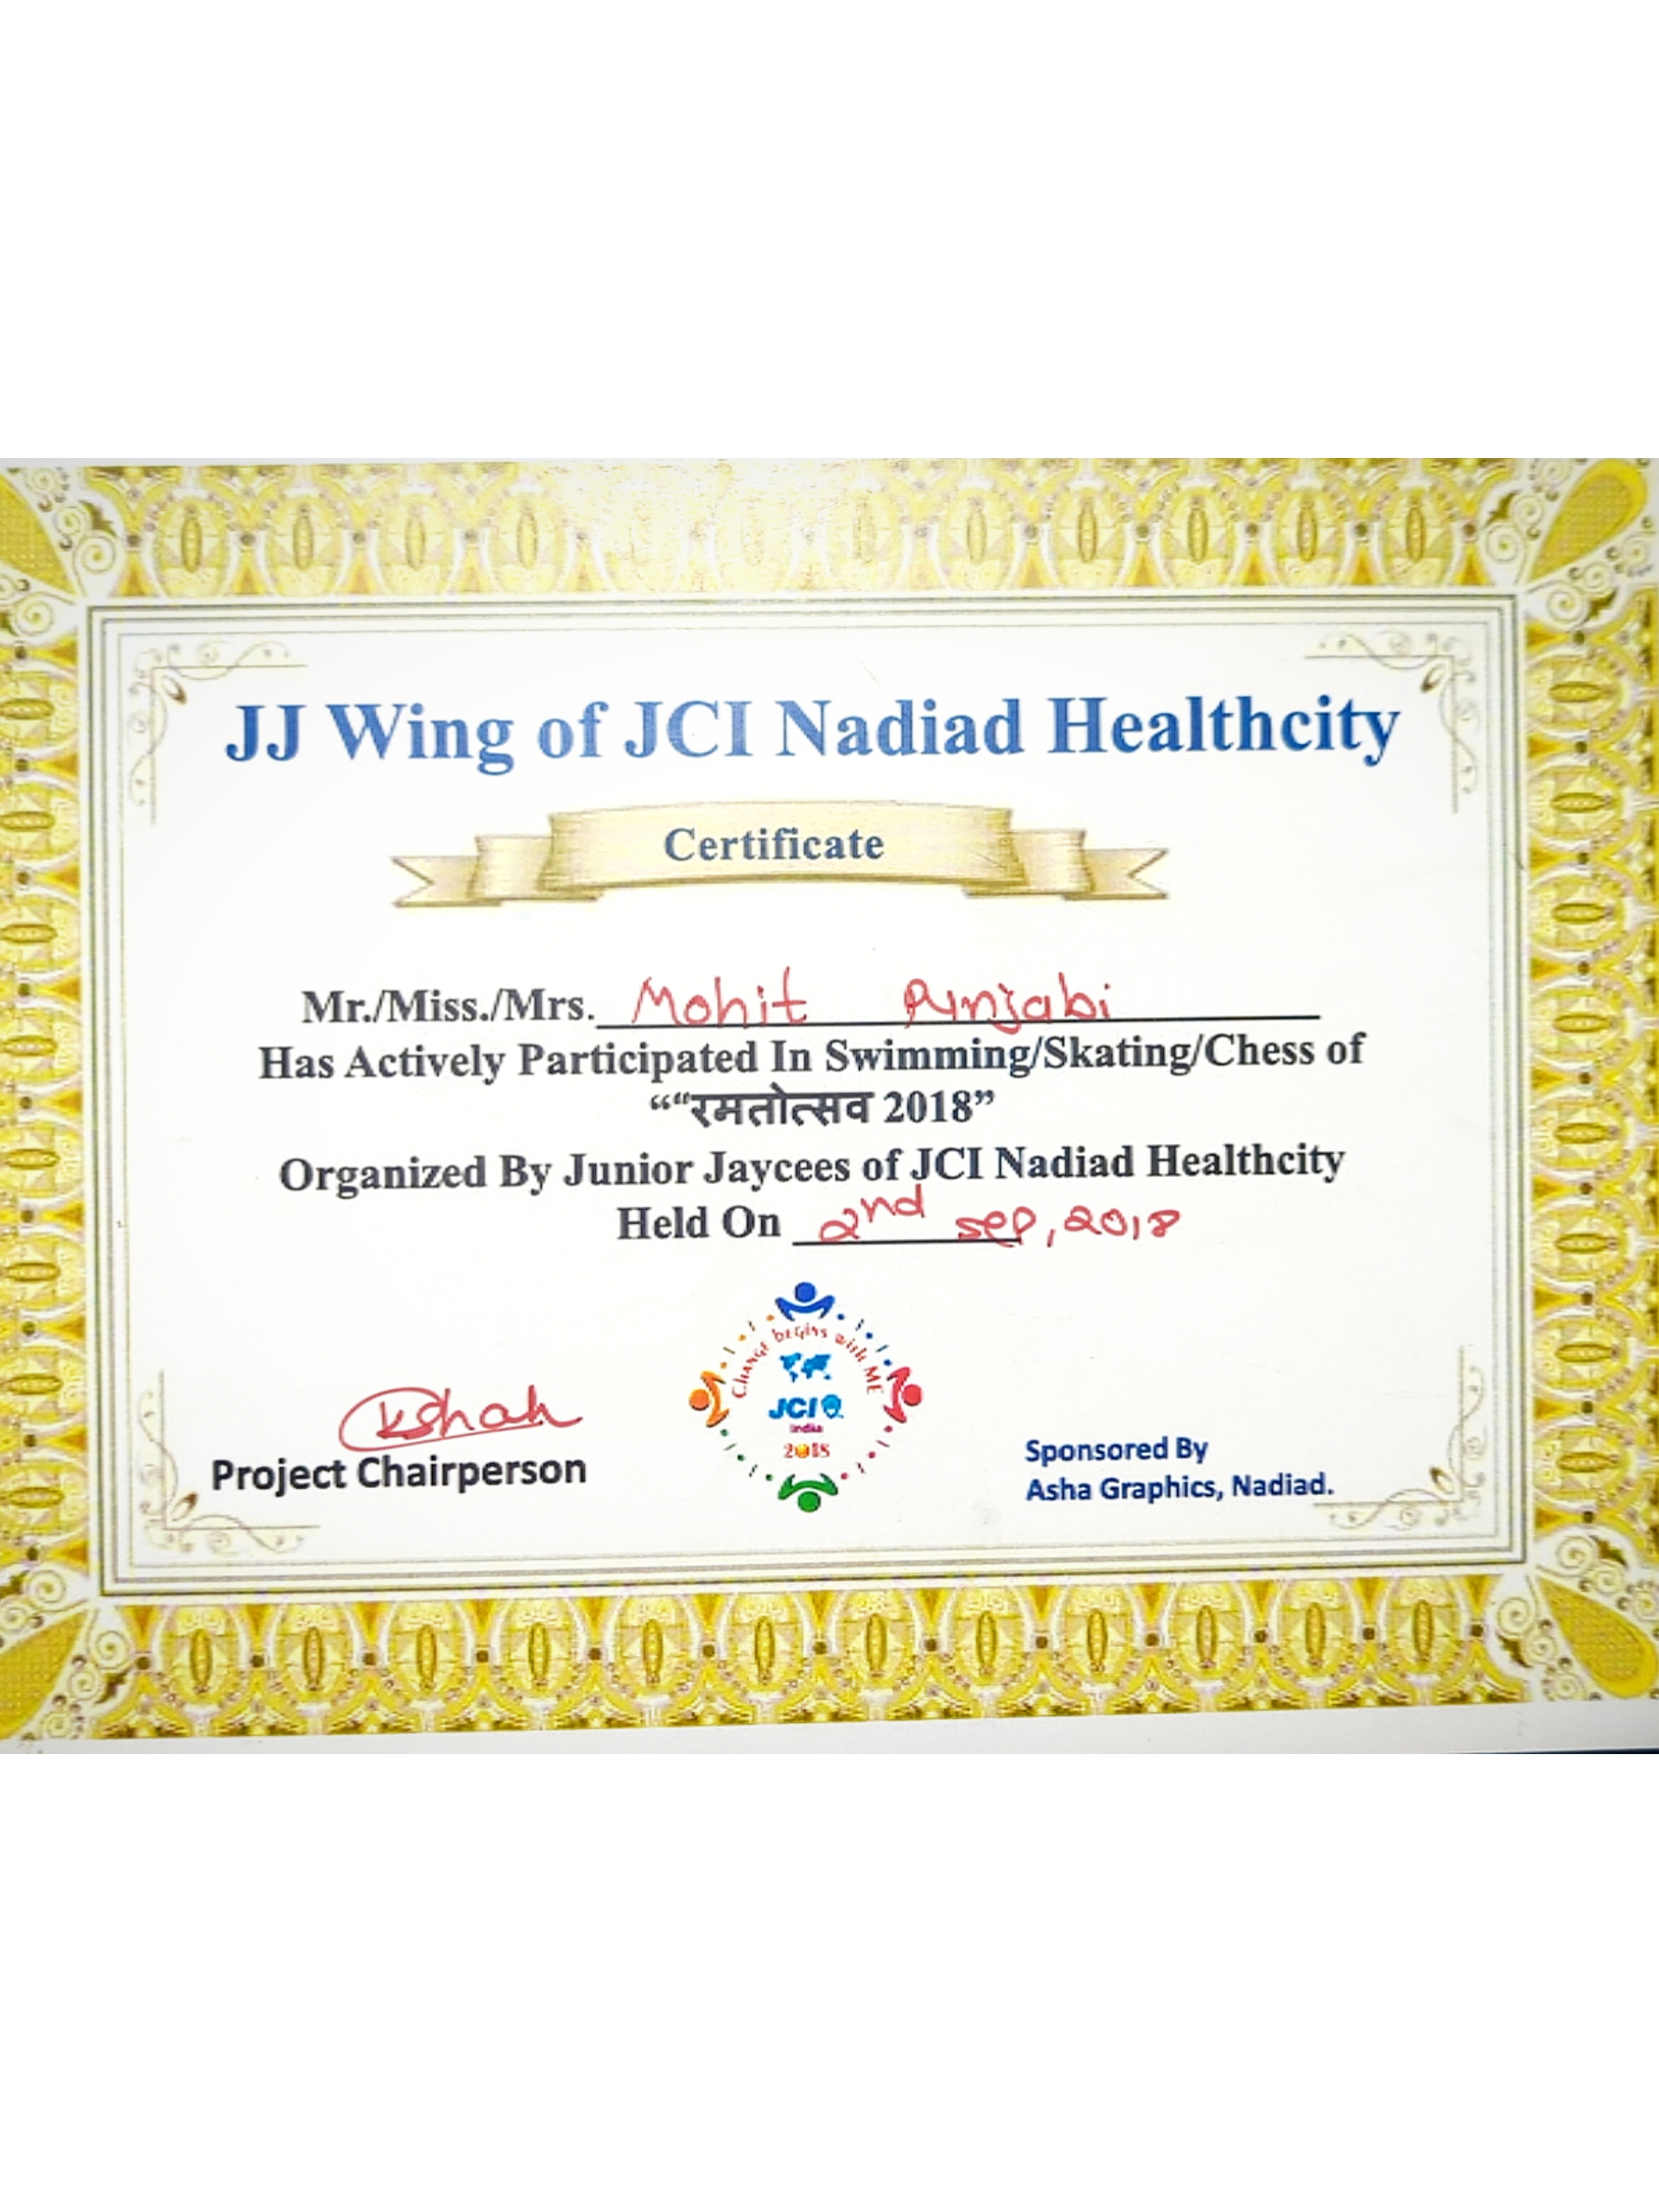 JJ Wing of JCI Nadiad Healthcity
Certificate
Mr./Miss./Mrs. Mohit Punjabi
Has Actively Participated In Swimming/Skating/Chess of
““रमतोत्सव 2018”
Organized By Junior Jaycees of JCI Nadiad Healthcity
Held On 2nd sep, 2018
CHANGE begins with ME
JCI
India
2018
kshah
Project Chairperson
Sponsored By
Asha Graphics, Nadiad.